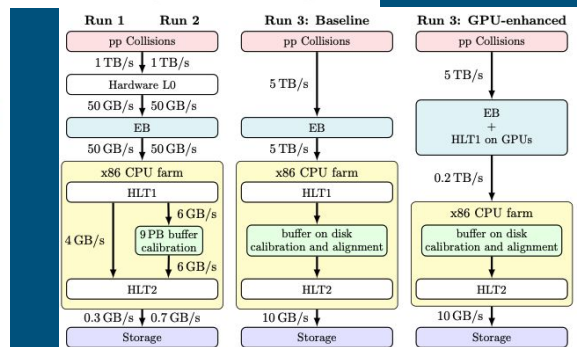 Run 1 Run 2
pp Collisions
1 TB/s 1 TB/s
Hardware L0
50 GB/s 50 GB/s
EB
50 GB/s 50 GB/s
x86 CPU farm
HLT1
6 GB/s
4 GB/s
9 PB buffer
calibration
6 GB/s
HLT2
0.3 GB/s 0.7 GB/s
Storage
Run 3: Baseline
pp Collisions
5 TB/s
EB
5 TB/s
x86 CPU farm
HLT1
buffer on disk
calibration and alignment
HLT2
10 GB/s
Storage
Run 3: GPU-enhanced
pp Collisions
5 TB/s
EB
+
HLT1 on GPUs
0.2 TB/s
x86 CPU farm
buffer on disk
calibration and alignment
HLT2
10 GB/s
Storage